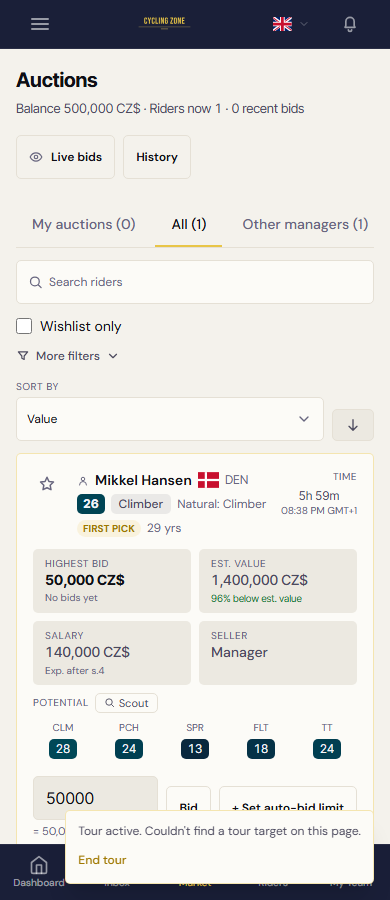 CYCLING ZONE
Auctions
Balance 500,000 CZ$ · Riders now 1 · 0 recent bids
Live bids
History
My auctions (0)
All (1)
Other managers (1)
Search riders
Wishlist only
More filters
SORT BY
Value
Mikkel Hansen DEN
TIME
26 Climber Natural: Climber
5h 59m
08:38 PM GMT+1
FIRST PICK 29 yrs
HIGHEST BID
50,000 CZ$
No bids yet
EST. VALUE
1,400,000 CZ$
96% below est. value
SALARY
140,000 CZ$
Exp. after s.4
SELLER
Manager
POTENTIAL Scout
CLM PCH SPR FLT TT
28 24 13 18 24
50000
Bid
+ Set auto-bid limit
= 50,0
Tour active. Couldn't find a tour target on this page.
End tour
Dashboard